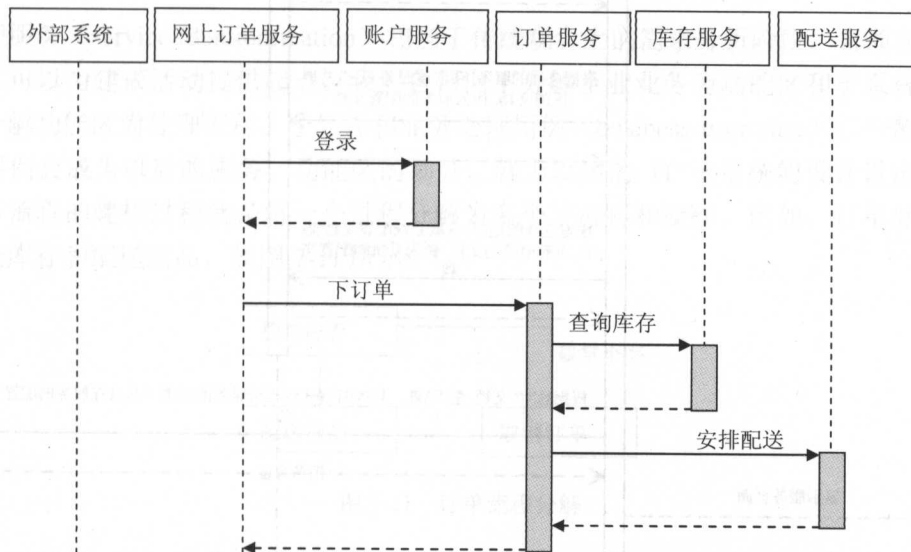 外部系统
网上订单服务
账户服务
订单服务
库存服务
配送服务
登录
下订单
查询库存
安排配送